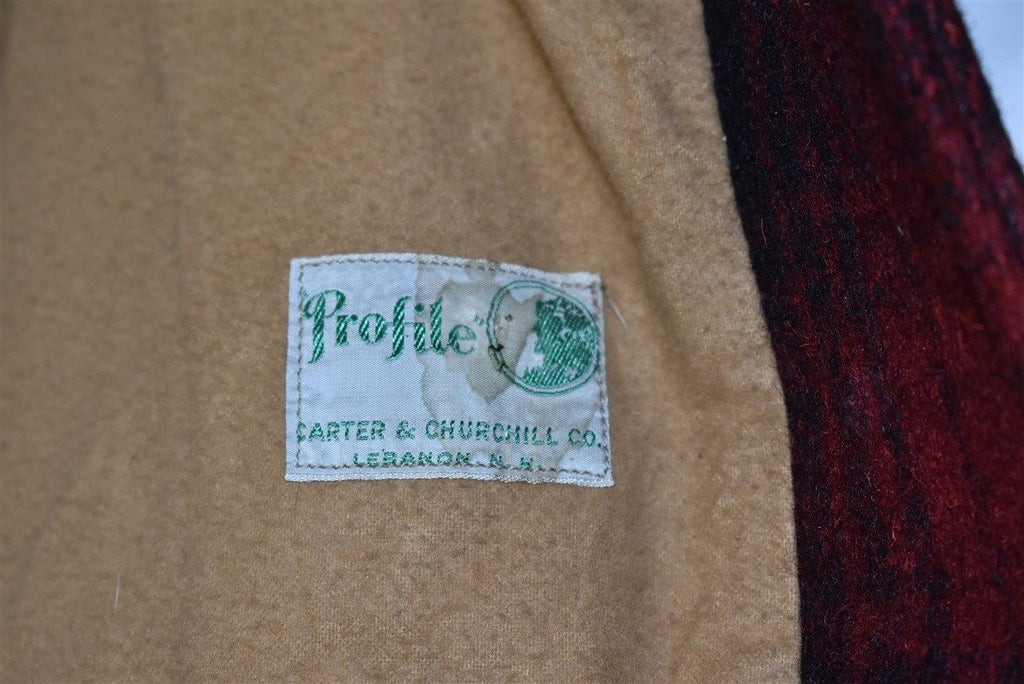 Profile
CARTER & CHURCHILL CO.
LEBANON N.H.